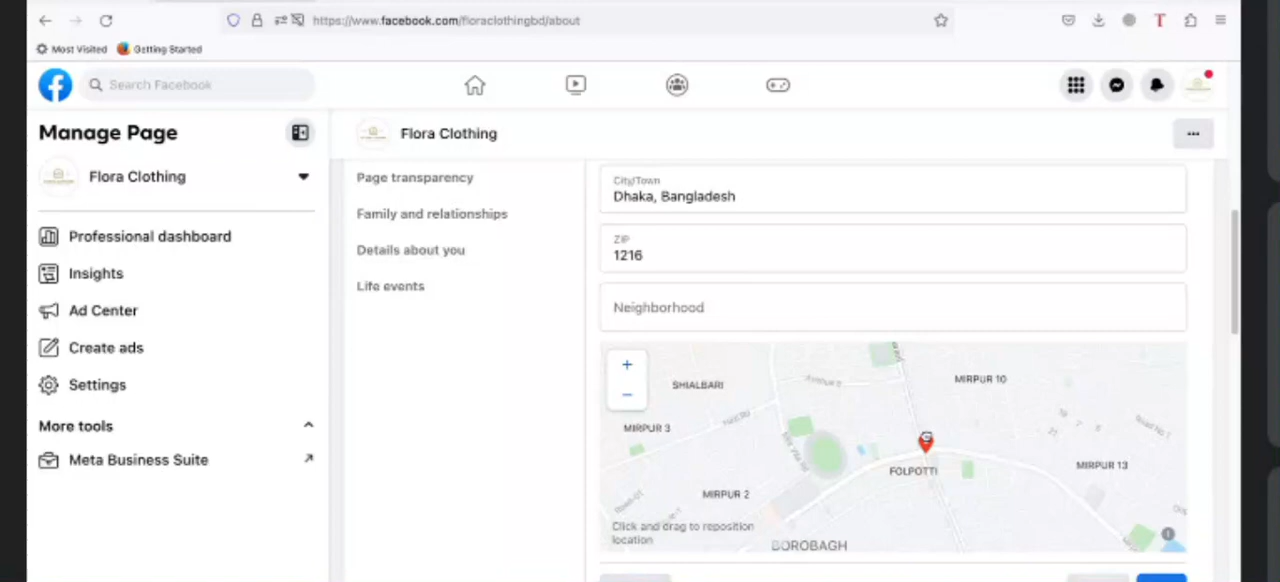 https://www.facebook.com/floraclothingbd/about
Most Visited
Getting Started
Search Facebook
Manage Page
Flora Clothing
Flora Clothing
Professional dashboard
Insights
Ad Center
Create ads
Settings
More tools
Meta Business Suite
Page transparency
Family and relationships
Details about you
Life events
City/Town
Dhaka, Bangladesh
ZIP
1216
Neighborhood
+
−
SHIALBARI
MIRPUR 10
MIRPUR 3
FOLPOTTI
MIRPUR 13
MIRPUR 2
Click and drag to reposition
location
BOROBAGH